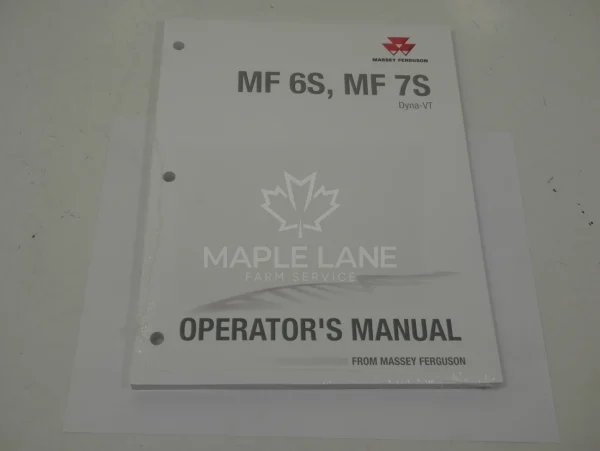 MASSEY FERGUSON
MF 6S, MF 7S
Dyna-VT
MAPLE LANE
FARM SERVICE
OPERATOR'S MANUAL
FROM MASSEY FERGUSON